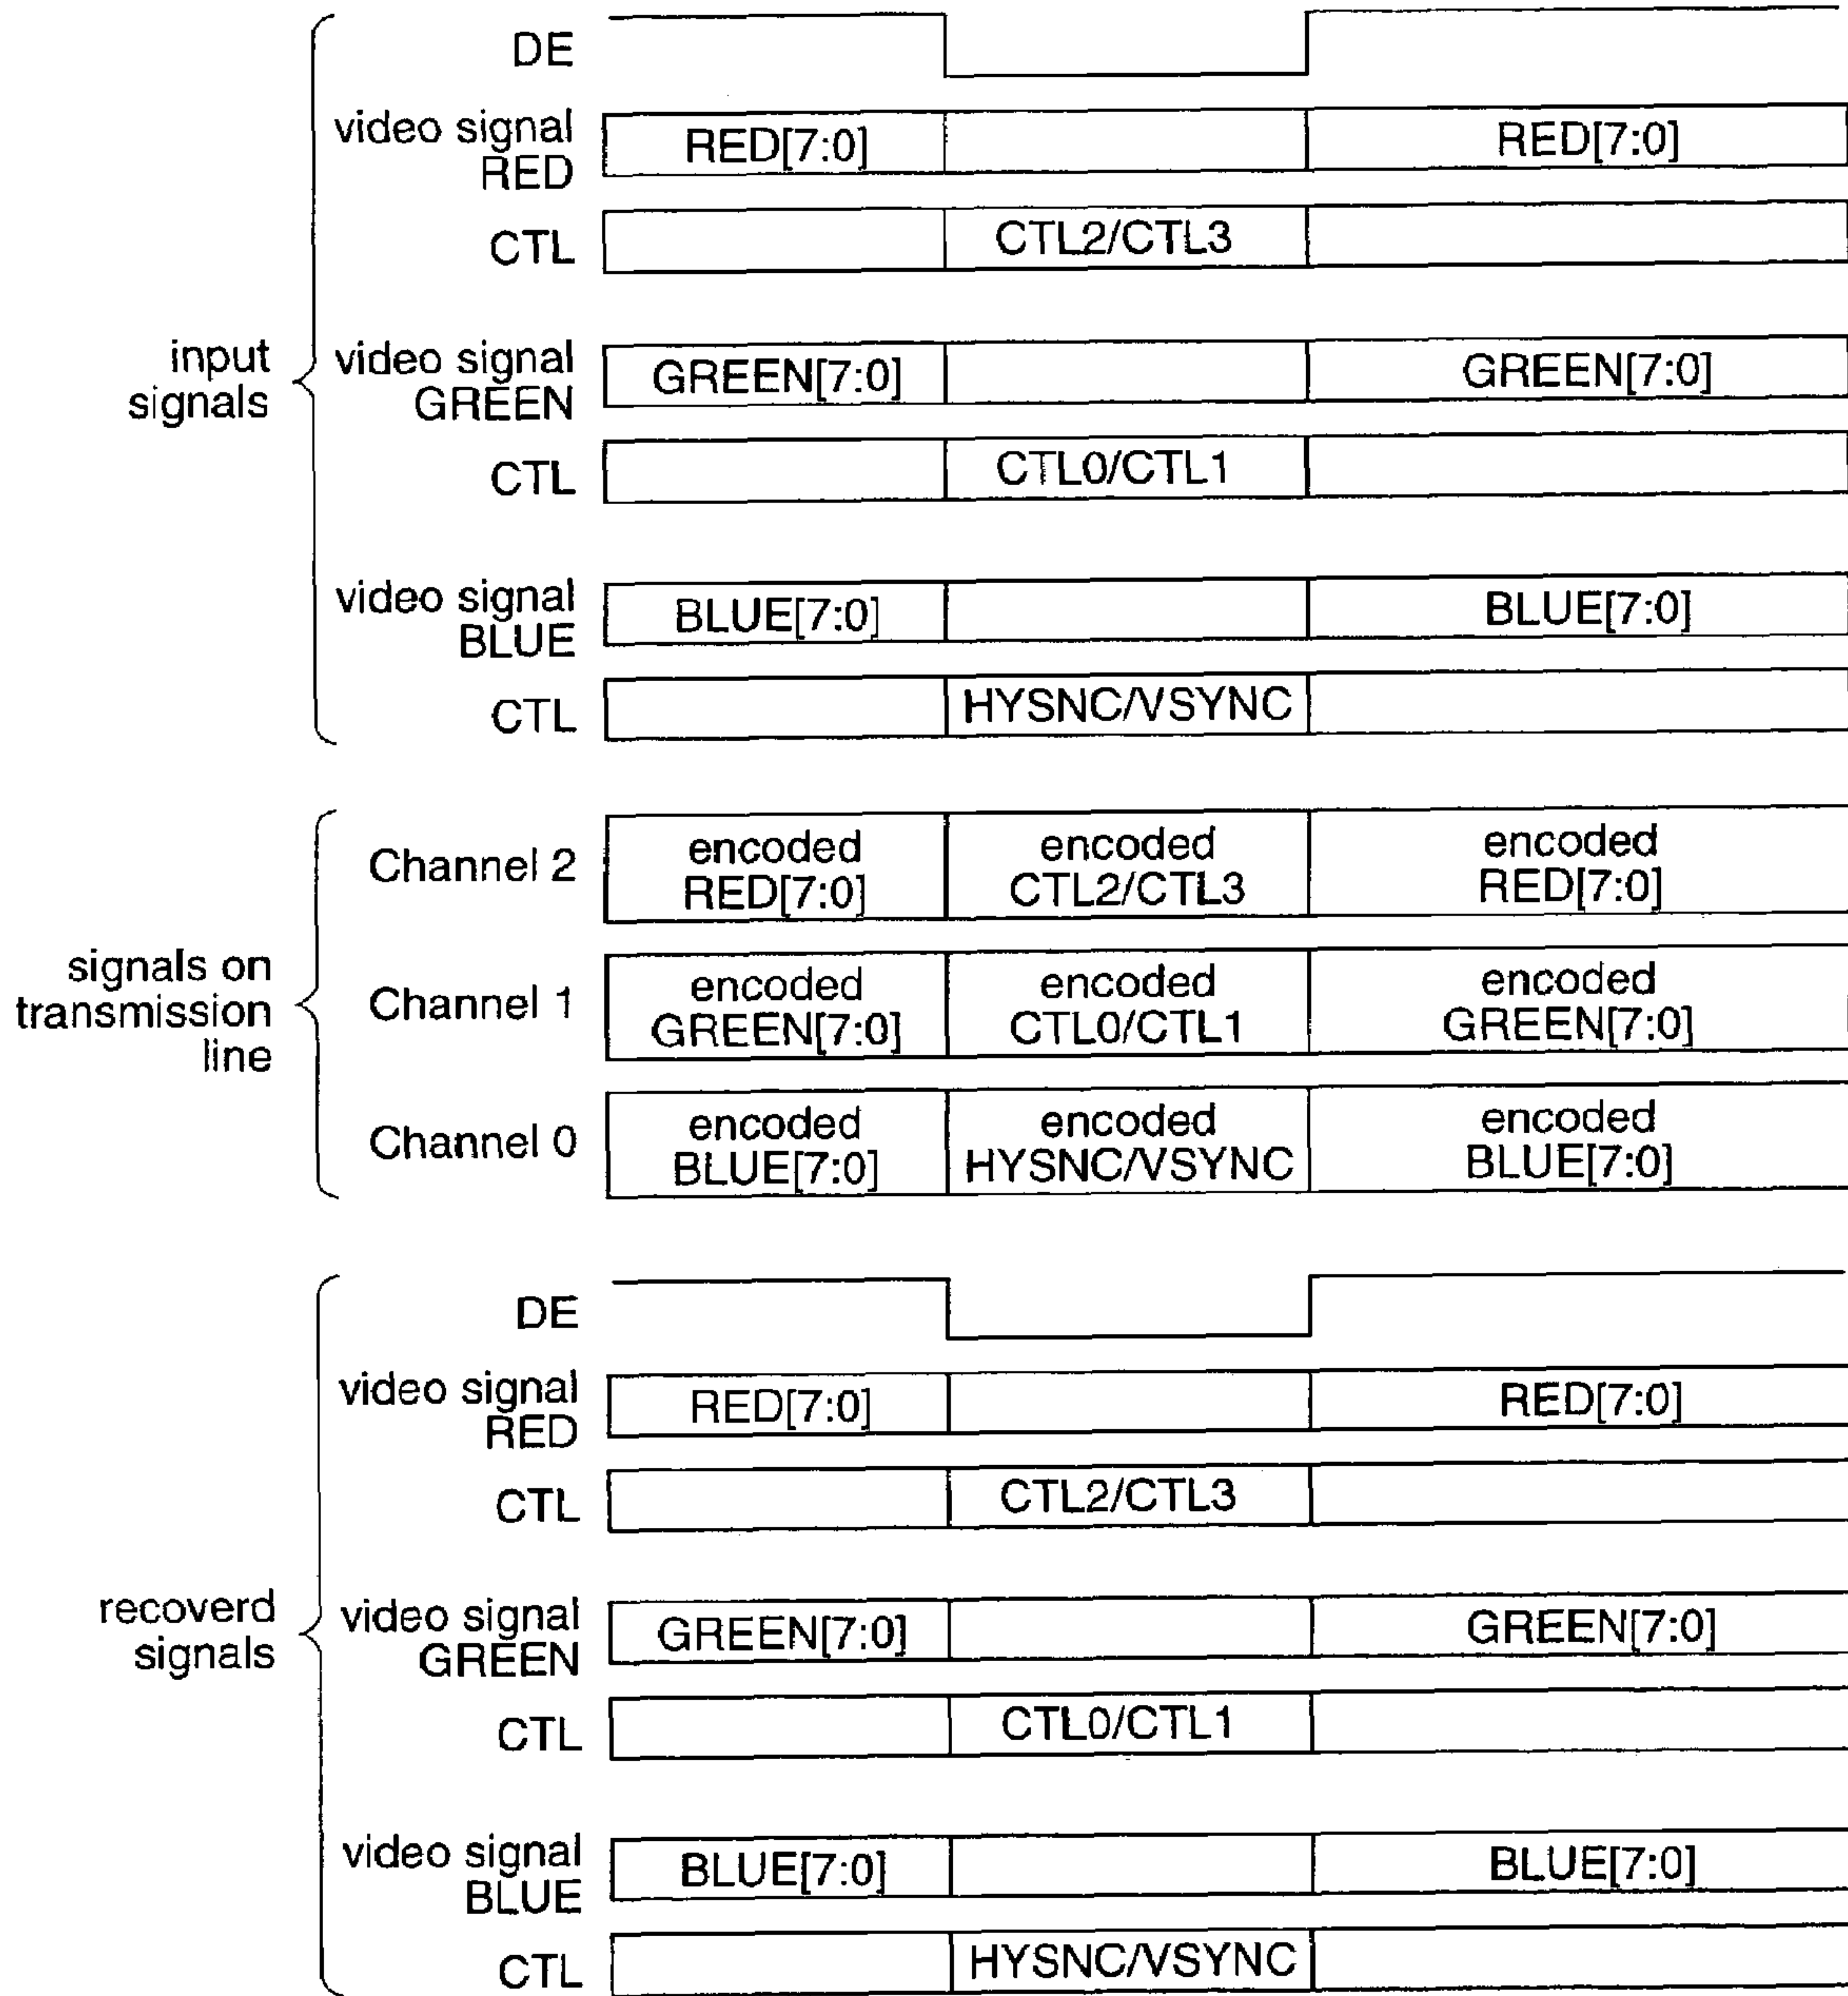 DE
video signal
RED
RED[7:0]
RED[7:0]
CTL
CTL2/CTL3
input
signals
video signal
GREEN
GREEN[7:0]
GREEN[7:0]
CTL
CTL0/CTL1
video signal
BLUE
BLUE[7:0]
BLUE[7:0]
CTL
HYSNC/VSYNC
signals on
transmission
line
Channel 2
encoded
RED[7:0]
encoded
CTL2/CTL3
encoded
RED[7:0]
Channel 1
encoded
GREEN[7:0]
encoded
CTL0/CTL1
encoded
GREEN[7:0]
Channel 0
encoded
BLUE[7:0]
encoded
HYSNC/VSYNC
encoded
BLUE[7:0]
DE
video signal
RED
RED[7:0]
RED[7:0]
CTL
CTL2/CTL3
recoverd
signals
video signal
GREEN
GREEN[7:0]
GREEN[7:0]
CTL
CTL0/CTL1
video signal
BLUE
BLUE[7:0]
BLUE[7:0]
CTL
HYSNC/VSYNC